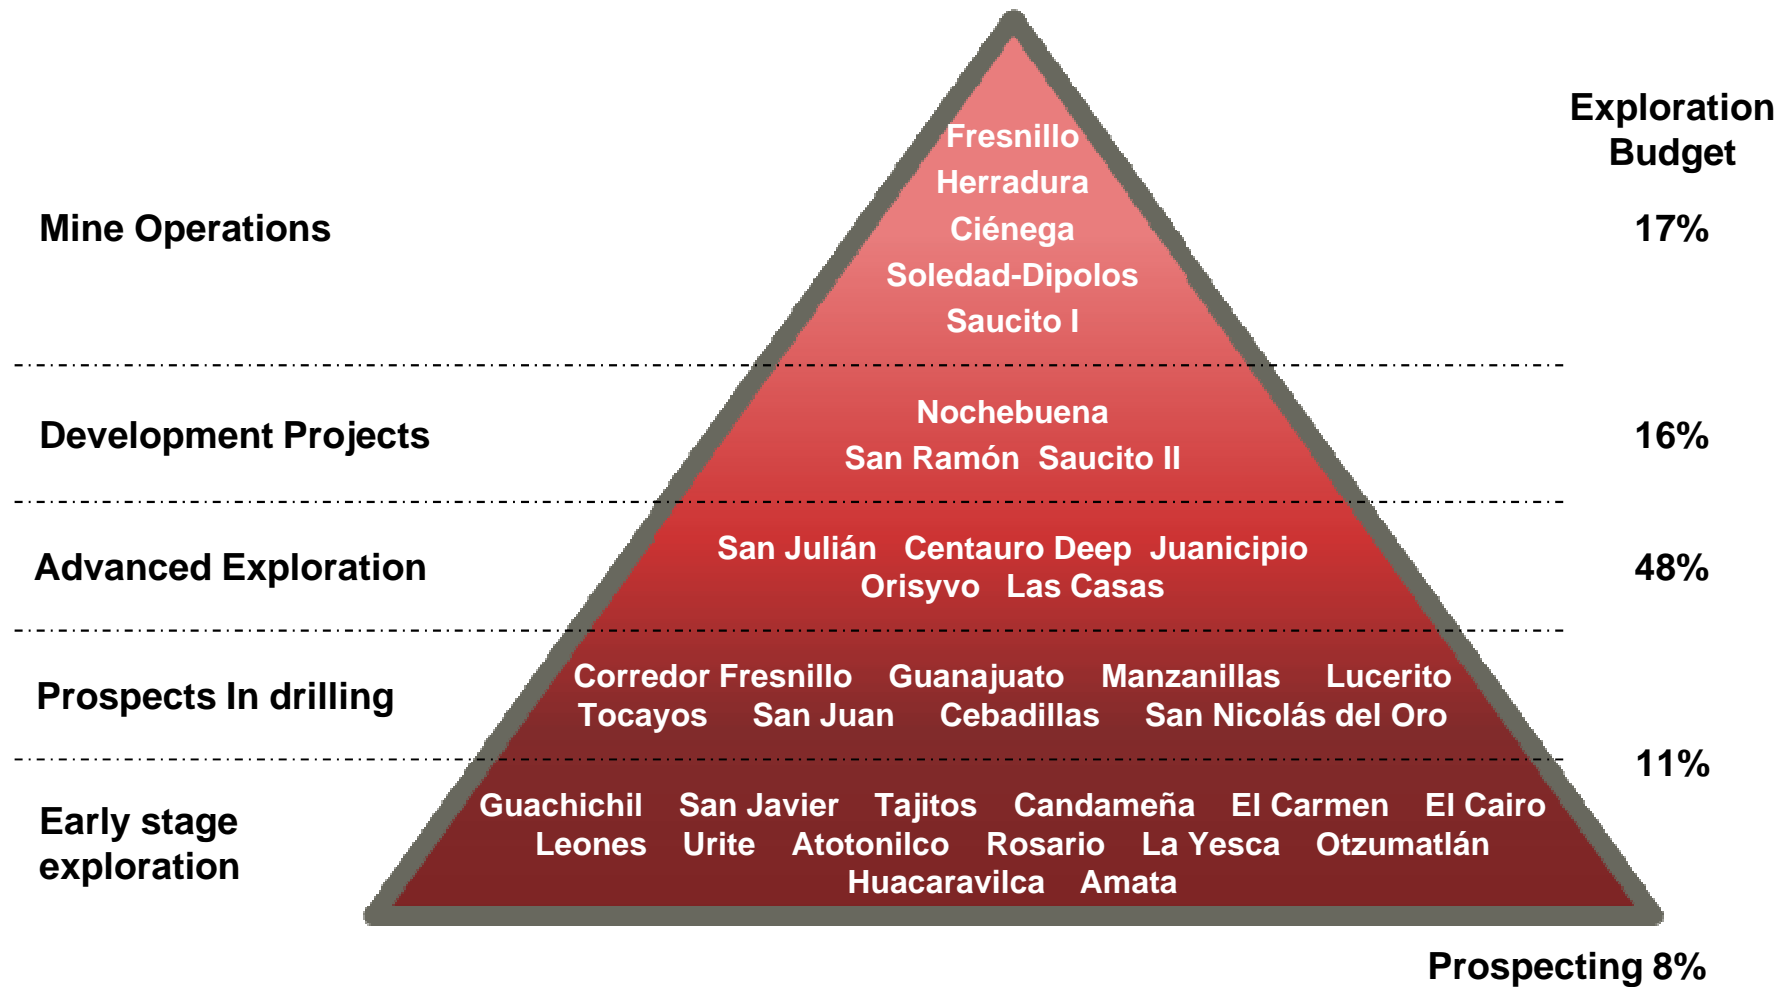 Exploration
Budget
Mine Operations
Fresnillo
Herradura
Ciénega
Soledad-Dipolos
Saucito I
17%
Development Projects
Nochebuena
San Ramón Saucito II
16%
Advanced Exploration
San Julián Centauro Deep Juanicipio
Orisyvo Las Casas
48%
Prospects In drilling
Corredor Fresnillo Guanajuato Manzanillas Lucerito
Tocayos San Juan Cebadillas San Nicolás del Oro
11%
Early stage
exploration
Guachichil San Javier Tajitos Candameña El Carmen El Cairo
Leones Urite Atotonilco Rosario La Yesca Otzumatlán
Huacaravilca Amata
Prospecting 8%